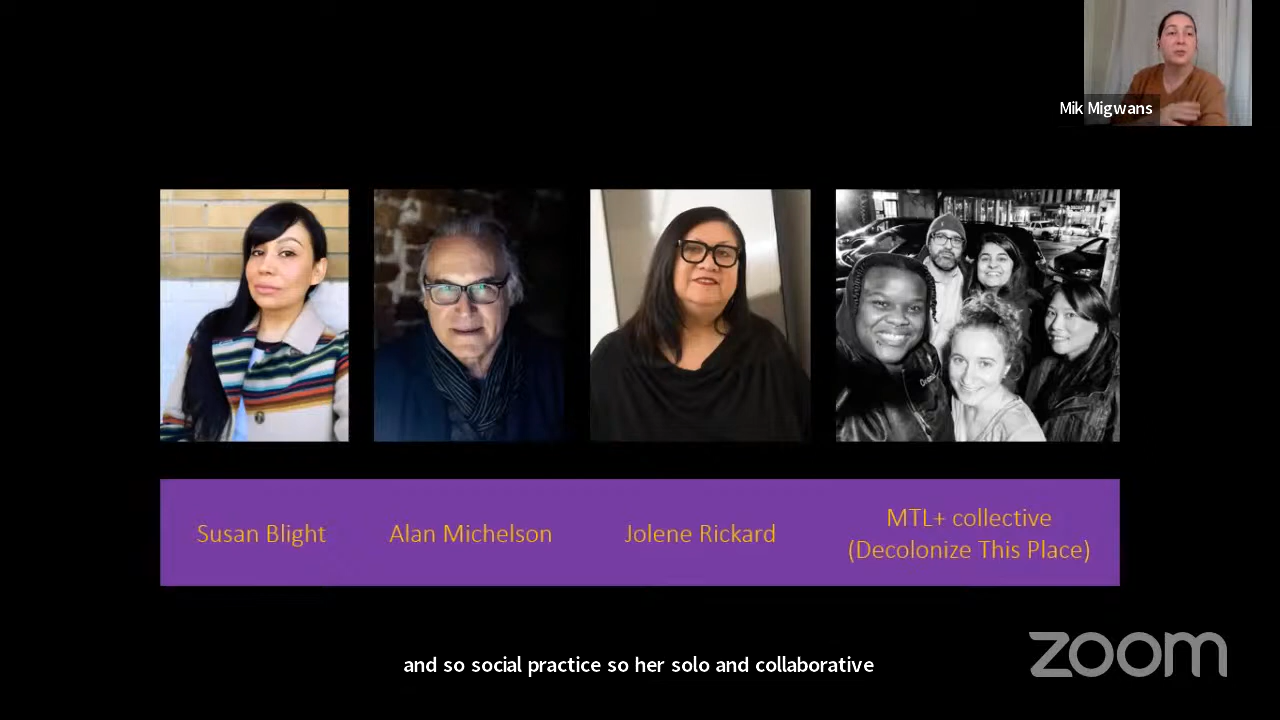 Mik Migwans
Susan Blight
Alan Michelson
Jolene Rickard
MTL+ collective
(Decolonize This Place)
and so social practice so her solo and collaborative
zoom